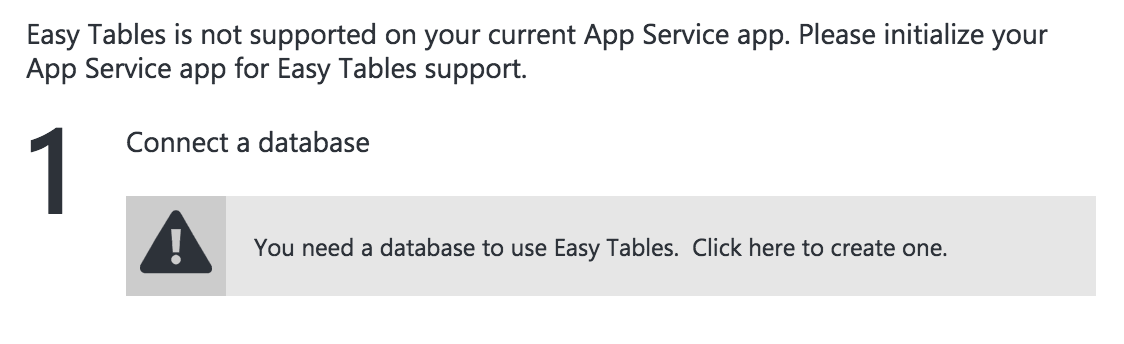 Easy Tables is not supported on your current App Service app. Please initialize your
App Service app for Easy Tables support.
1
Connect a database
You need a database to use Easy Tables.  Click here to create one.